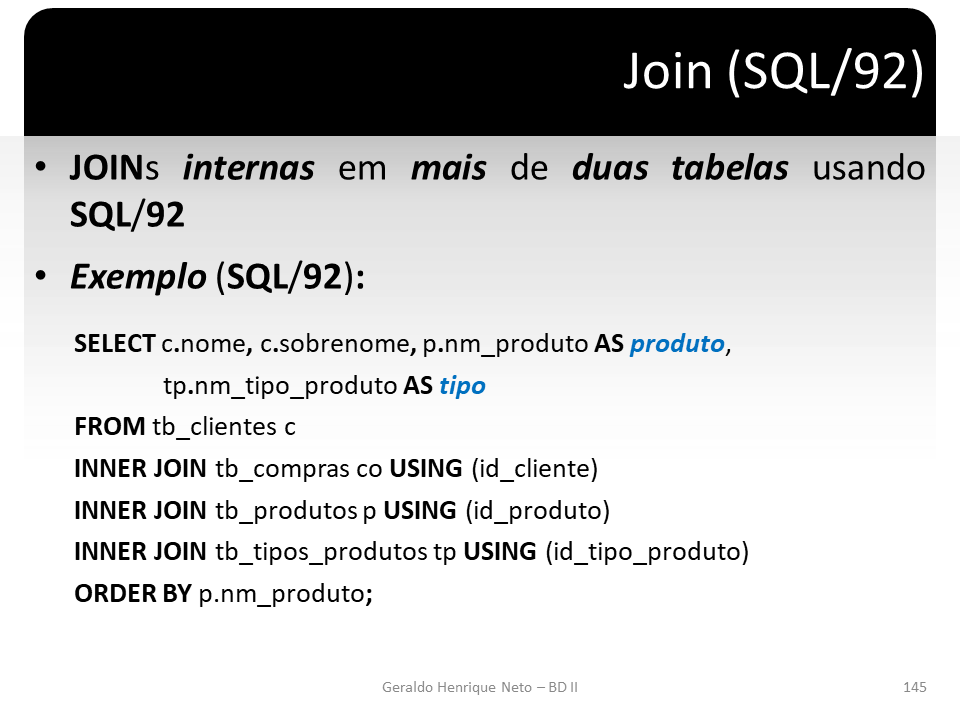 Join (SQL/92)
• JOINs internas em mais de duas tabelas usando
SQL/92
• Exemplo (SQL/92):
SELECT c.nome, c.sobrenome, p.nm_produto AS produto,
tp.nm_tipo_produto AS tipo
FROM tb_clientes c
INNER JOIN tb_compras co USING (id_cliente)
INNER JOIN tb_produtos p USING (id_produto)
INNER JOIN tb_tipos_produtos tp USING (id_tipo_produto)
ORDER BY p.nm_produto;
Geraldo Henrique Neto – BD II
145